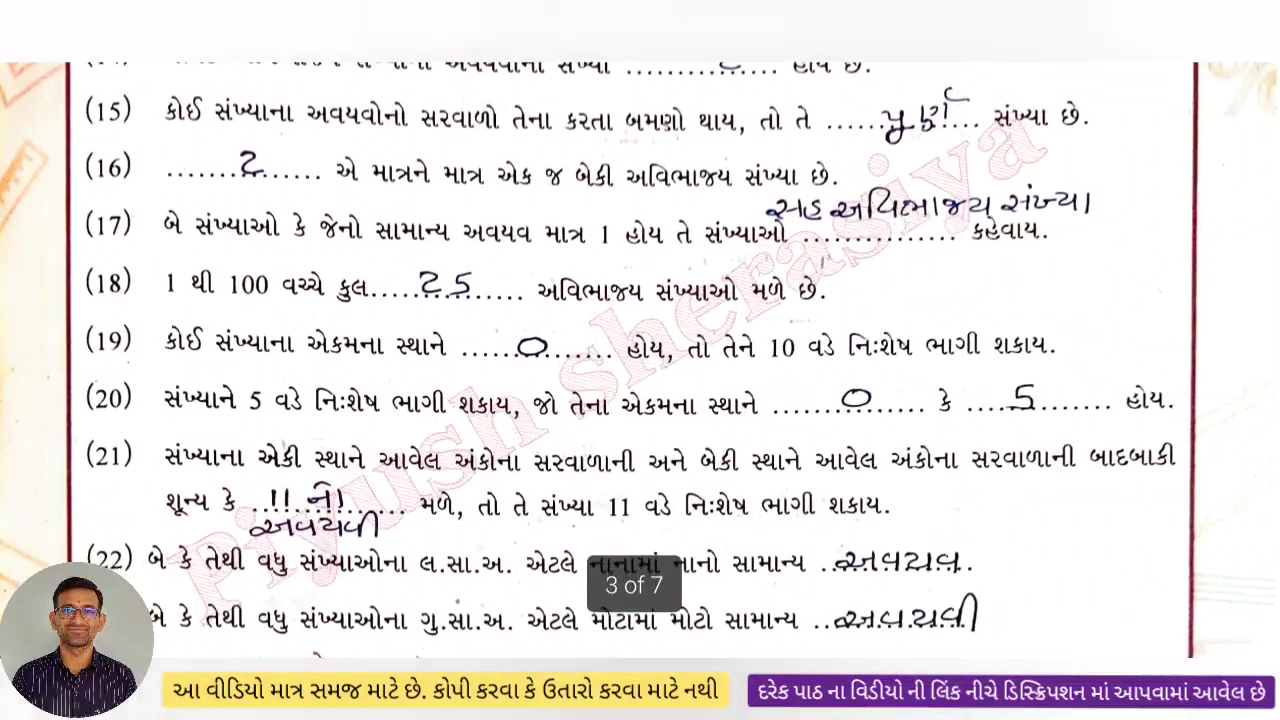 (15) કોઈ સંખ્યાના અવયવોનો સરવાળો તેના કરતા બમણો થાય, તો તે ......પૂર્ણ.... સંખ્યા છે.
(16) .......2....... એ માત્રને માત્ર એક જ બેકી અવિભાજ્ય સંખ્યા છે.
સહ અવિભાજ્ય સંખ્યા
(17) બે સંખ્યાઓ કે જેનો સામાન્ય અવયવ માત્ર 1 હોય તે સંખ્યાઓ ................ કહેવાય.
(18) 1 થી 100 વચ્ચે કુલ......25...... અવિભાજ્ય સંખ્યાઓ મળે છે.
(19) કોઈ સંખ્યાના એકમના સ્થાને ......0........ હોય, તો તેને 10 વડે નિઃશેષ ભાગી શકાય.
(20) સંખ્યાને 5 વડે નિઃશેષ ભાગી શકાય, જો તેના એકમના સ્થાને ........0...... કે .....5........ હોય.
(21) સંખ્યાના એકી સ્થાને આવેલ અંકોના સરવાળાની અને બેકી સ્થાને આવેલ અંકોના સરવાળાની બાદબાકી
શૂન્ય કે ..11 નો...... મળે, તો તે સંખ્યા 11 વડે નિઃશેષ ભાગી શકાય.
અવયવી
(22) બે કે તેથી વધુ સંખ્યાઓના લ.સા.અ. એટલે નાનામાં નાનો સામાન્ય ..અવયવ.
3 of 7
બે કે તેથી વધુ સંખ્યાઓના ગુ.સા.અ. એટલે મોટામાં મોટો સામાન્ય ..અવયવી
Piyush sherasiya
આ વીડિયો માત્ર સમજ માટે છે. કોપી કરવા કે ઉતારો કરવા માટે નથી
દરેક પાઠ ના વિડીયો ની લિંક નીચે ડિસ્ક્રિપશન માં આપવામાં આવેલ છે